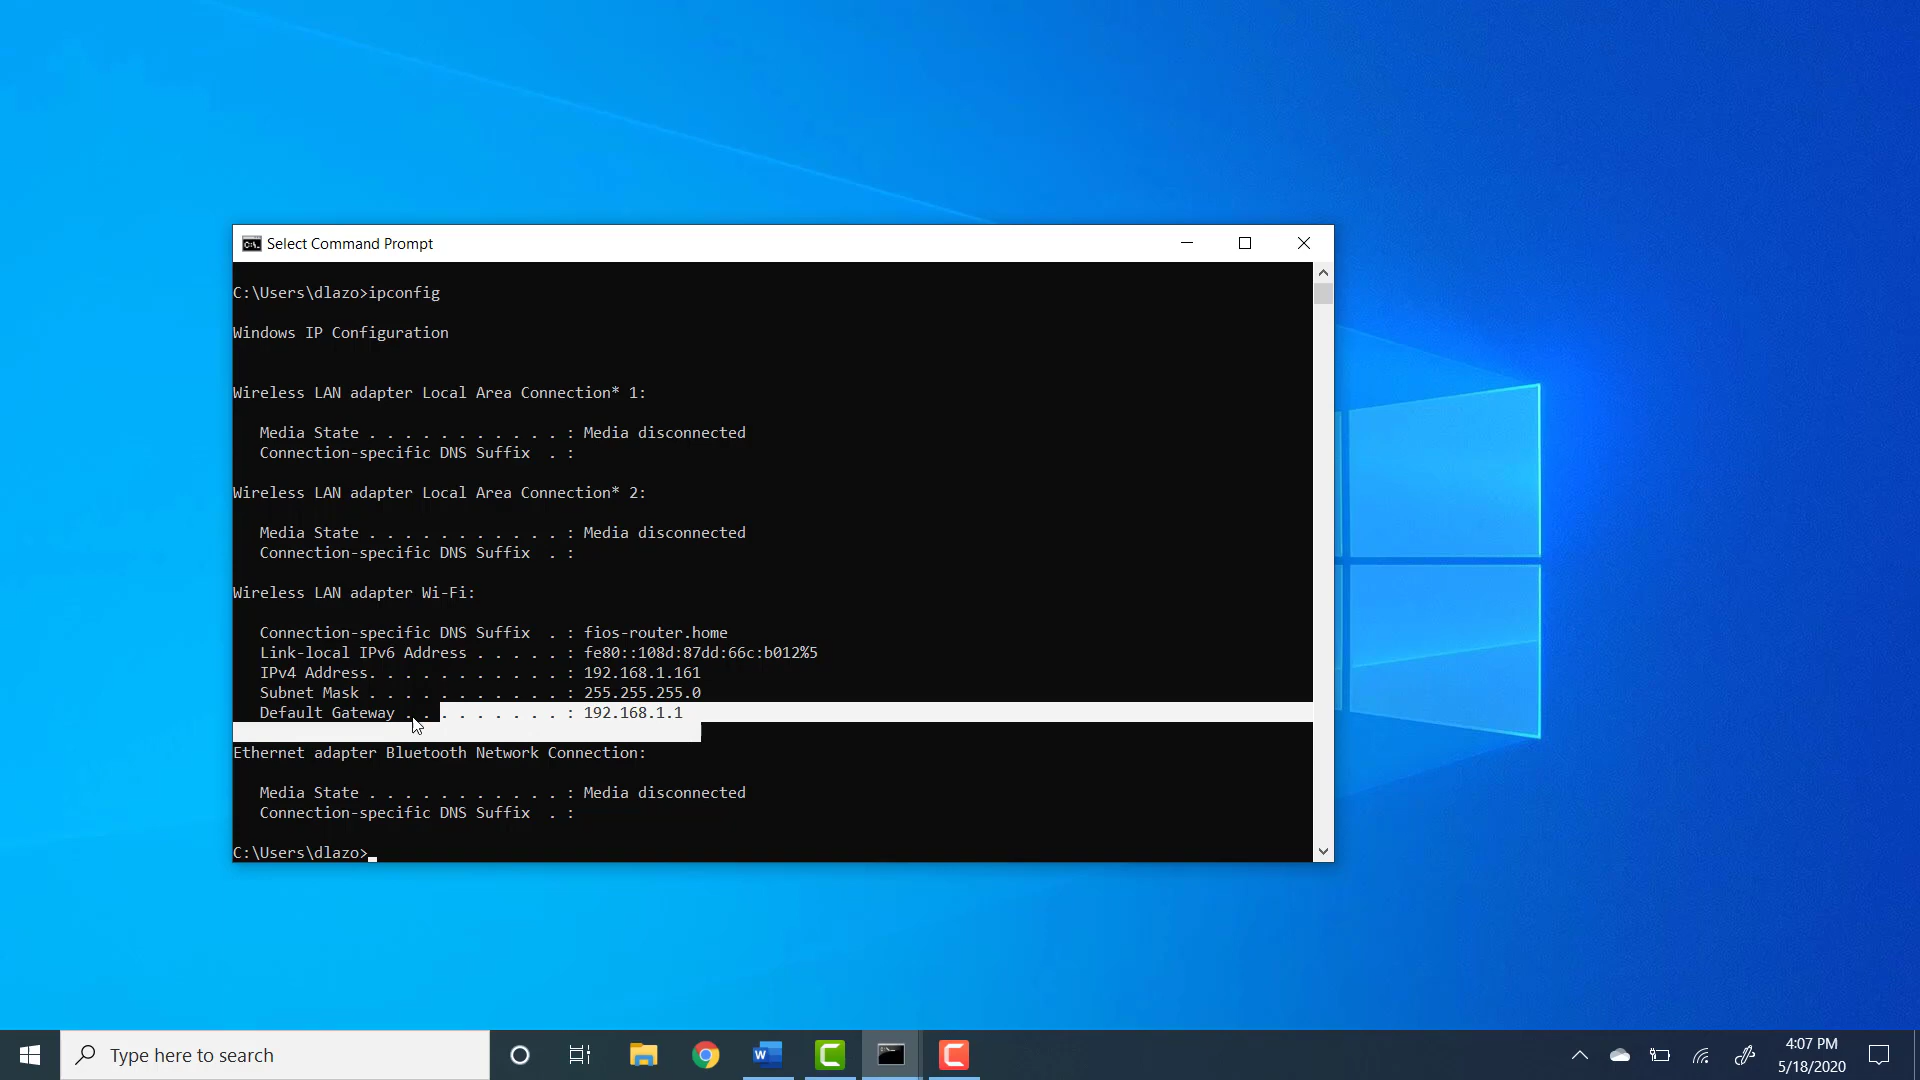 Select Command Prompt
C:\Users\dlazo>ipconfig
Windows IP Configuration
Wireless LAN adapter Local Area Connection* 1:
Media State . . . . . . . . . . . : Media disconnected
Connection-specific DNS Suffix  . :
Wireless LAN adapter Local Area Connection* 2:
Media State . . . . . . . . . . . : Media disconnected
Connection-specific DNS Suffix  . :
Wireless LAN adapter Wi-Fi:
Connection-specific DNS Suffix  . : fios-router.home
Link-local IPv6 Address . . . . . : fe80::108d:87dd:66c:b012%5
IPv4 Address. . . . . . . . . . . : 192.168.1.161
Subnet Mask . . . . . . . . . . . : 255.255.255.0
Default Gateway . . . . . . . . . : 192.168.1.1
Ethernet adapter Bluetooth Network Connection:
Media State . . . . . . . . . . . : Media disconnected
Connection-specific DNS Suffix  . :
C:\Users\dlazo>_
Type here to search
4:07 PM
5/18/2020